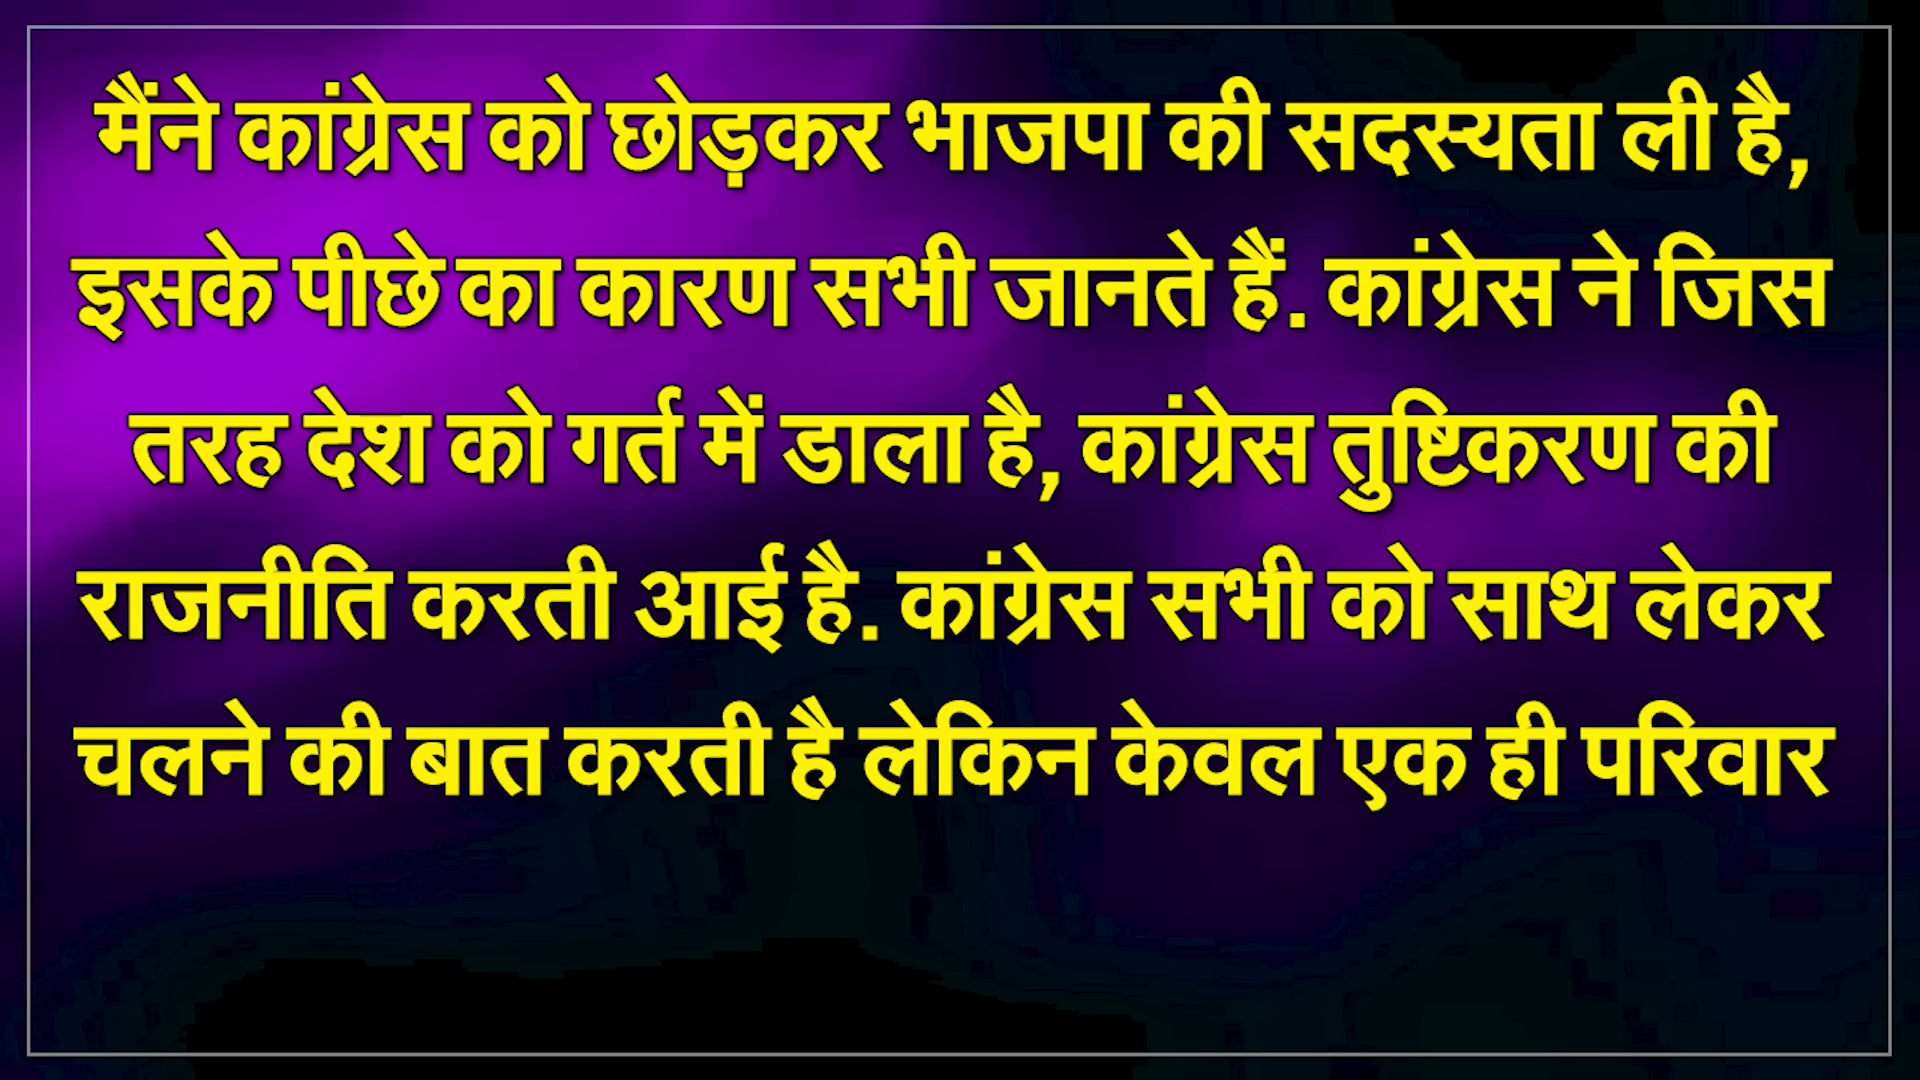 मैंने कांग्रेस को छोड़कर भाजपा की सदस्यता ली है,
इसके पीछे का कारण सभी जानते हैं. कांग्रेस ने जिस
तरह देश को गर्त में डाला है, कांग्रेस तुष्टिकरण की
राजनीति करती आई है. कांग्रेस सभी को साथ लेकर
चलने की बात करती है लेकिन केवल एक ही परिवार